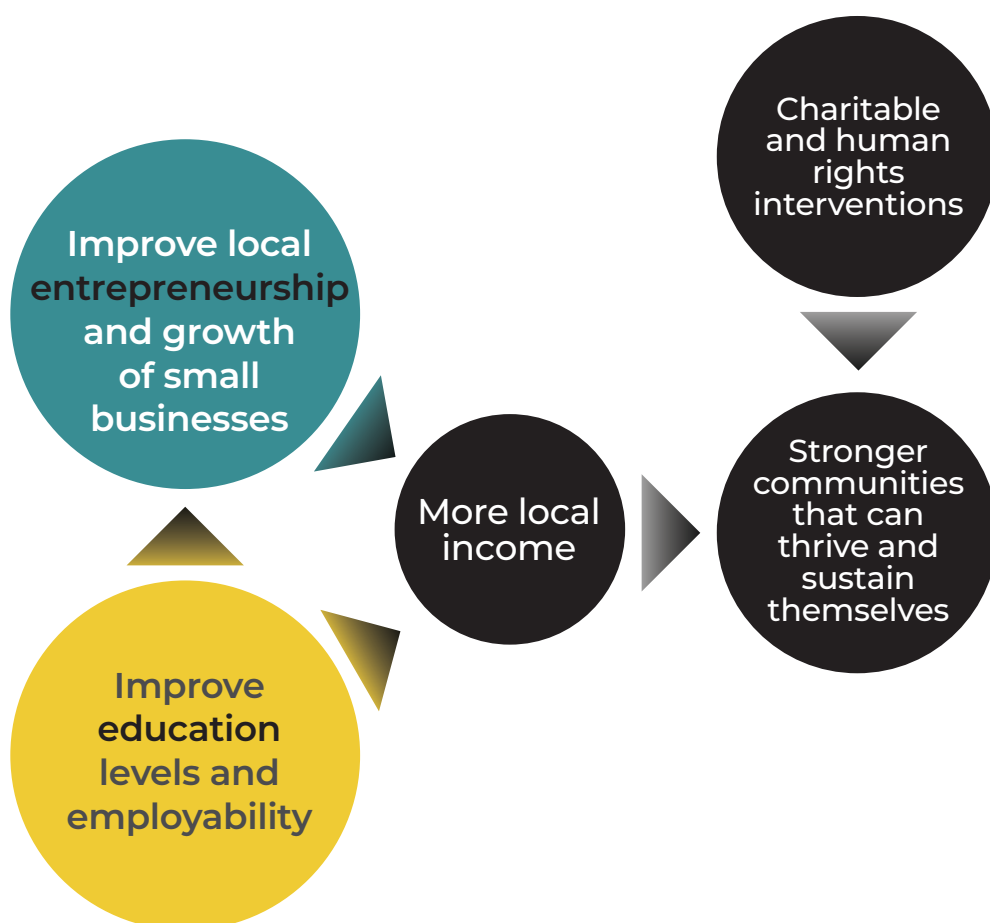 Improve local
entrepreneurship
and growth
of small
businesses
Improve
education
levels and
employability
More local
income
Charitable
and human
rights
interventions
Stronger
communities
that can
thrive and
sustain
themselves